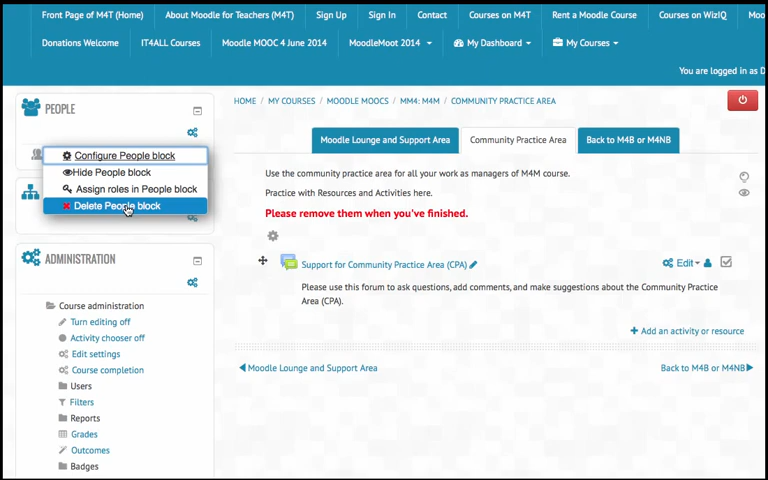 Front Page of M4T (Home) About Moodle for Teachers (M4T) Sign Up Sign In Contact Courses on M4T Rent a Moodle Course Courses on WizIQ
Donations Welcome IT4ALL Courses Moodle MOOC 4 June 2014 MoodleMoot 2014 My Dashboard My Courses
You are logged in as D
PEOPLE
HOME / MY COURSES / MOODLE MOOCS / MM4: M4M / COMMUNITY PRACTICE AREA
Moodle Lounge and Support Area Community Practice Area Back to M4B or M4NB
Configure People block
Hide People block
Assign roles in People block
Delete People block
Use the community practice area for all your work as managers of M4M course.
Practice with Resources and Activities here.
Please remove them when you've finished.
ADMINISTRATION
Support for Community Practice Area (CPA) Edit
Please use this forum to ask questions, add comments, and make suggestions about the Community Practice
Area (CPA).
Course administration
Turn editing off
Activity chooser off
Edit settings
Course completion
Users
Filters
Reports
Grades
Outcomes
Badges
+ Add an activity or resource
Moodle Lounge and Support Area Back to M4B or M4NB